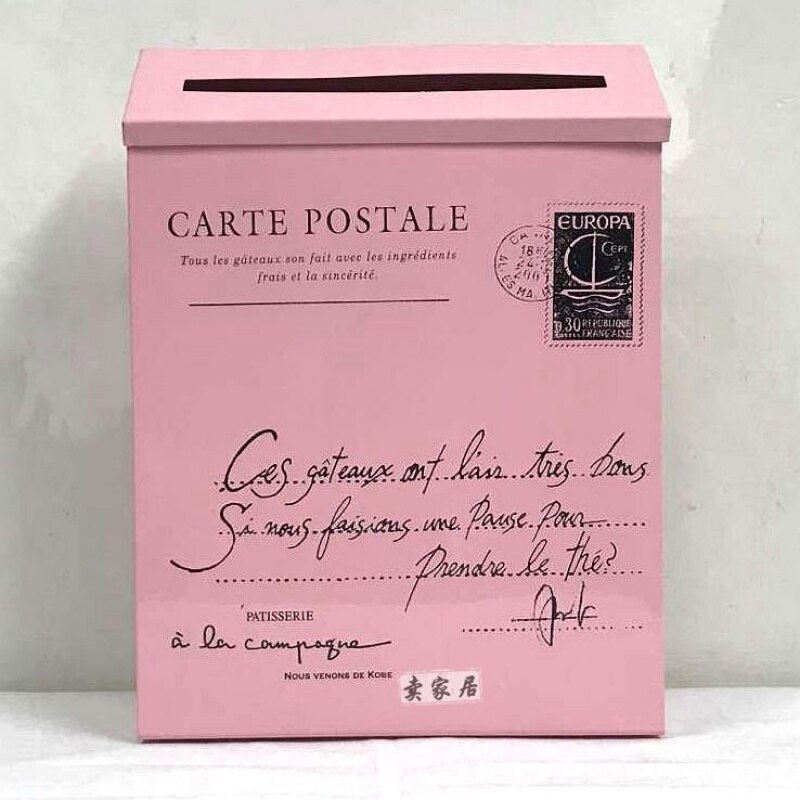 CARTE POSTALE
Tous les gâteaux son fait avec les ingrédients
frais et la sincérité.
EUROPA
CEPT
0.30 REPUBLIQUE
FRANÇAISE
Ces gâteaux ont l'air très bons
Si nous faisions une Pause Pour
Prendre le thé?
PATISSERIE
à la campagne
NOUS VENONS DE KOBE
卖家居